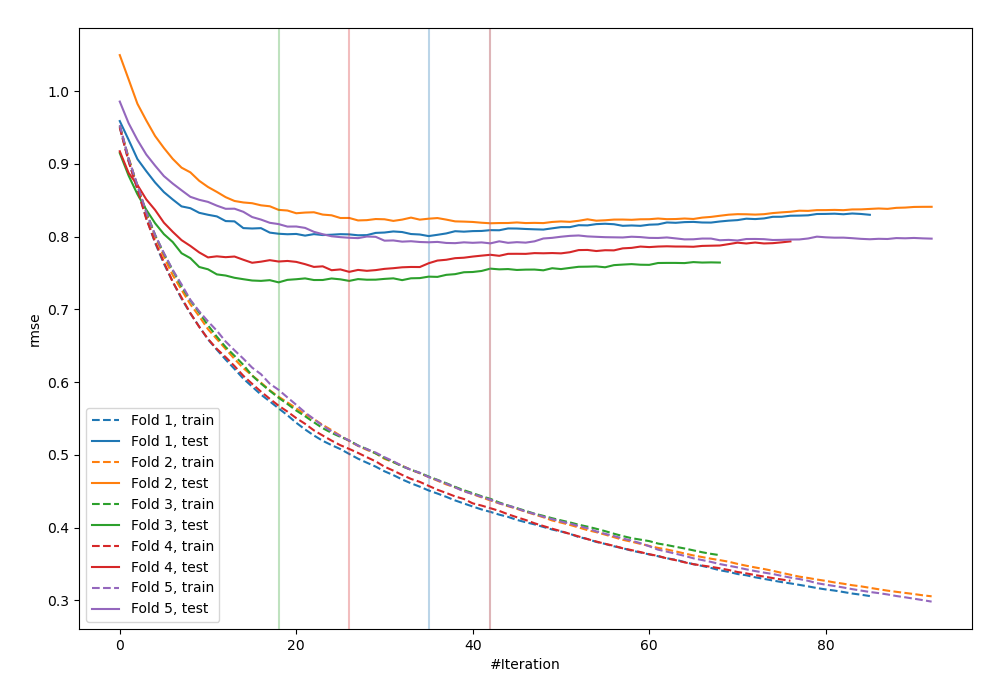 1.0
0.9
0.8
0.7
0.6
0.5
0.4
0.3
rmse
Fold 1, train
Fold 1, test
Fold 2, train
Fold 2, test
Fold 3, train
Fold 3, test
Fold 4, train
Fold 4, test
Fold 5, train
Fold 5, test
0 20 40 60 80
#Iteration